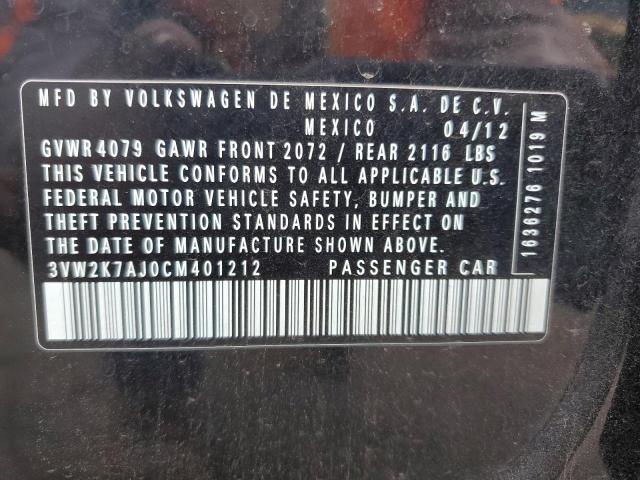 MFD BY VOLKSWAGEN DE MEXICO S.A. DE C.V.
MEXICO 04/12
GVWR 4079 GAWR FRONT 2072 / REAR 2116 LBS
THIS VEHICLE CONFORMS TO ALL APPLICABLE U.S.
FEDERAL MOTOR VEHICLE SAFETY, BUMPER AND
THEFT PREVENTION STANDARDS IN EFFECT ON
THE DATE OF MANUFACTURE SHOWN ABOVE.
3VW2K7AJ0CM401212 PASSENGER CAR
1636276 1019 M